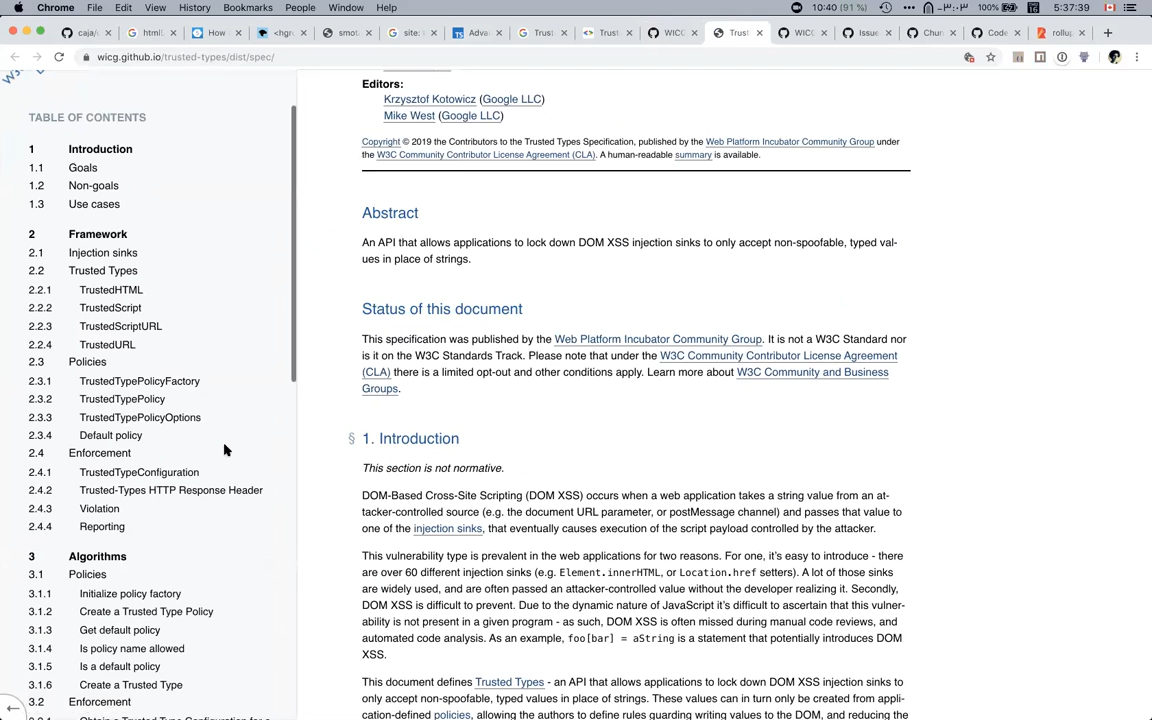 Chrome File Edit View History Bookmarks People Window Help 10:40 (91 %) 100% 5:37:39
caja/ html How <hgr smot site: Adva Trust Trust WICG Trust WICG Issue Chun Code rollup
wicg.github.io/trusted-types/dist/spec/
TABLE OF CONTENTS
1 Introduction
1.1 Goals
1.2 Non-goals
1.3 Use cases
2 Framework
2.1 Injection sinks
2.2 Trusted Types
2.2.1 TrustedHTML
2.2.2 TrustedScript
2.2.3 TrustedScriptURL
2.2.4 TrustedURL
2.3 Policies
2.3.1 TrustedTypePolicyFactory
2.3.2 TrustedTypePolicy
2.3.3 TrustedTypePolicyOptions
2.3.4 Default policy
2.4 Enforcement
2.4.1 TrustedTypeConfiguration
2.4.2 Trusted-Types HTTP Response Header
2.4.3 Violation
2.4.4 Reporting
3 Algorithms
3.1 Policies
3.1.1 Initialize policy factory
3.1.2 Create a Trusted Type Policy
3.1.3 Get default policy
3.1.4 Is policy name allowed
3.1.5 Is a default policy
3.1.6 Create a Trusted Type
3.2 Enforcement
Editors:
Krzysztof Kotowicz (Google LLC)
Mike West (Google LLC)
Copyright © 2019 the Contributors to the Trusted Types Specification, published by the Web Platform Incubator Community Group under
the W3C Community Contributor License Agreement (CLA). A human-readable summary is available.
Abstract
An API that allows applications to lock down DOM XSS injection sinks to only accept non-spoofable, typed val-
ues in place of strings.
Status of this document
This specification was published by the Web Platform Incubator Community Group. It is not a W3C Standard nor
is it on the W3C Standards Track. Please note that under the W3C Community Contributor License Agreement
(CLA) there is a limited opt-out and other conditions apply. Learn more about W3C Community and Business
Groups.
§ 1. Introduction
This section is not normative.
DOM-Based Cross-Site Scripting (DOM XSS) occurs when a web application takes a string value from an at-
tacker-controlled source (e.g. the document URL parameter, or postMessage channel) and passes that value to
one of the injection sinks, that eventually causes execution of the script payload controlled by the attacker.
This vulnerability type is prevalent in the web applications for two reasons. For one, it's easy to introduce - there
are over 60 different injection sinks (e.g. Element.innerHTML, or Location.href setters). A lot of those sinks
are widely used, and are often passed an attacker-controlled value without the developer realizing it. Secondly,
DOM XSS is difficult to prevent. Due to the dynamic nature of JavaScript it's difficult to ascertain that this vulner-
ability is not present in a given program - as such, DOM XSS is often missed during manual code reviews, and
automated code analysis. As an example, foo[bar] = aString is a statement that potentially introduces DOM
XSS.
This document defines Trusted Types - an API that allows applications to lock down DOM XSS injection sinks to
only accept non-spoofable, typed values in place of strings. These values can in turn only be created from appli-
cation-defined policies, allowing the authors to define rules guarding writing values to the DOM, and reducing the